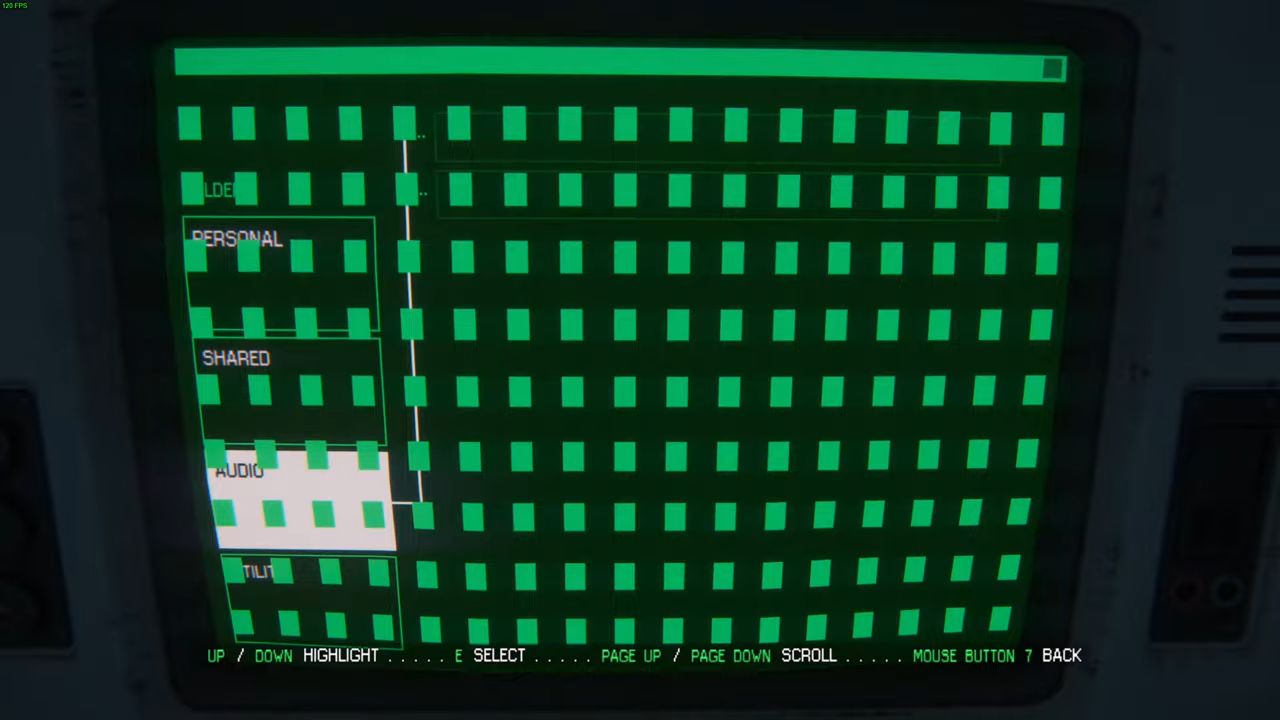 120 FPS
PERSONAL
SHARED
AUDIO
UP / DOWN HIGHLIGHT ..... E SELECT ..... PAGE UP / PAGE DOWN SCROLL ..... MOUSE BUTTON 7 BACK